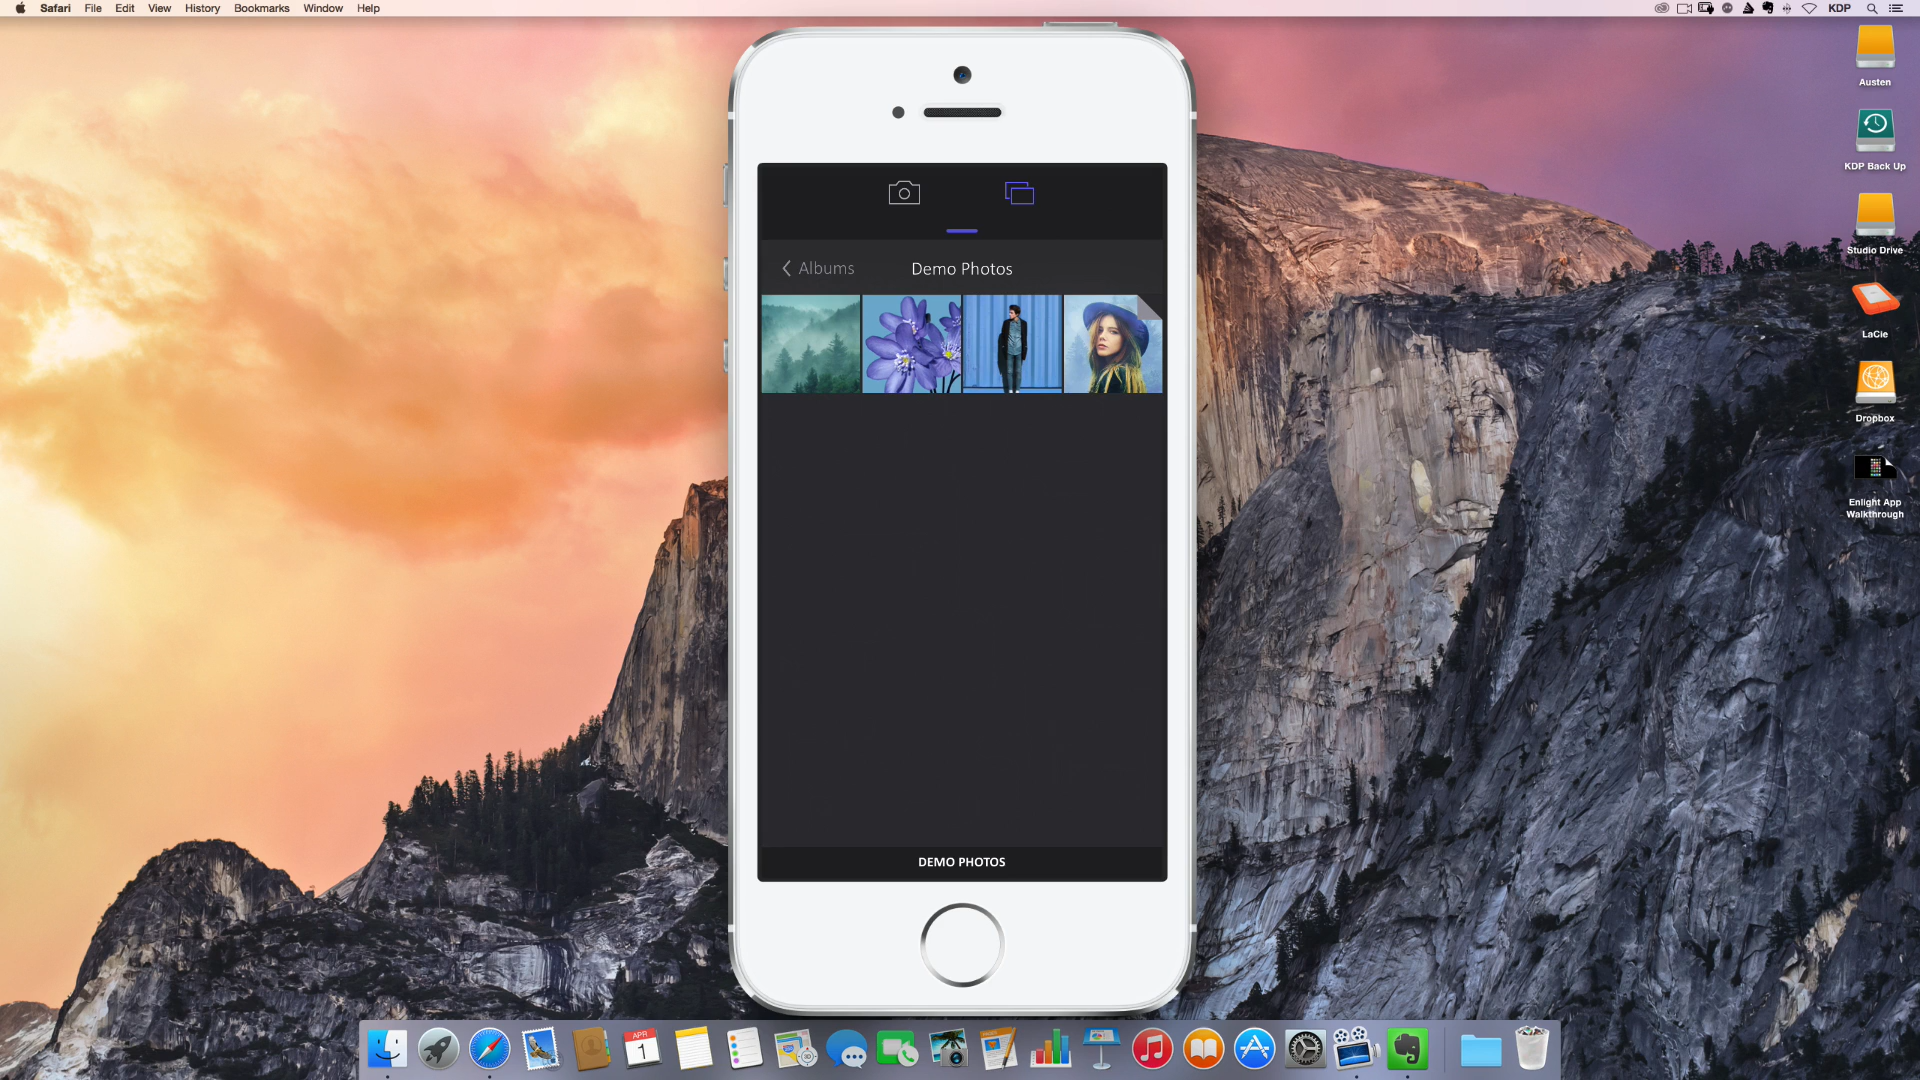 Safari File Edit View History Bookmarks Window Help KDP
Austen
KDP Back Up
Studio Drive
LaCie
Dropbox
Enlight App
Walkthrough
Albums Demo Photos
DEMO PHOTOS
APR
1